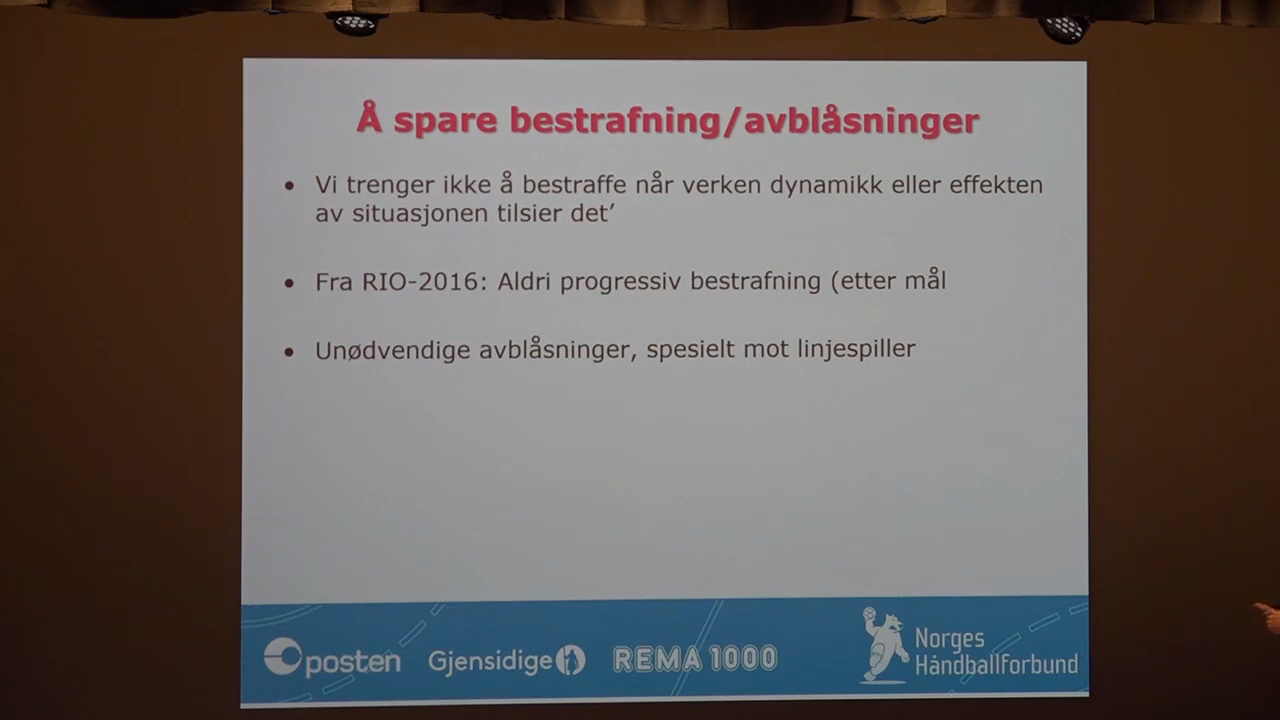 Å spare bestrafning/avblåsninger
• Vi trenger ikke å bestraffe når verken dynamikk eller effekten
av situasjonen tilsier det’
• Fra RIO-2016: Aldri progressiv bestrafning (etter mål
• Unødvendige avblåsninger, spesielt mot linjespiller
posten Gjensidige REMA 1000 Norges
Håndballforbund